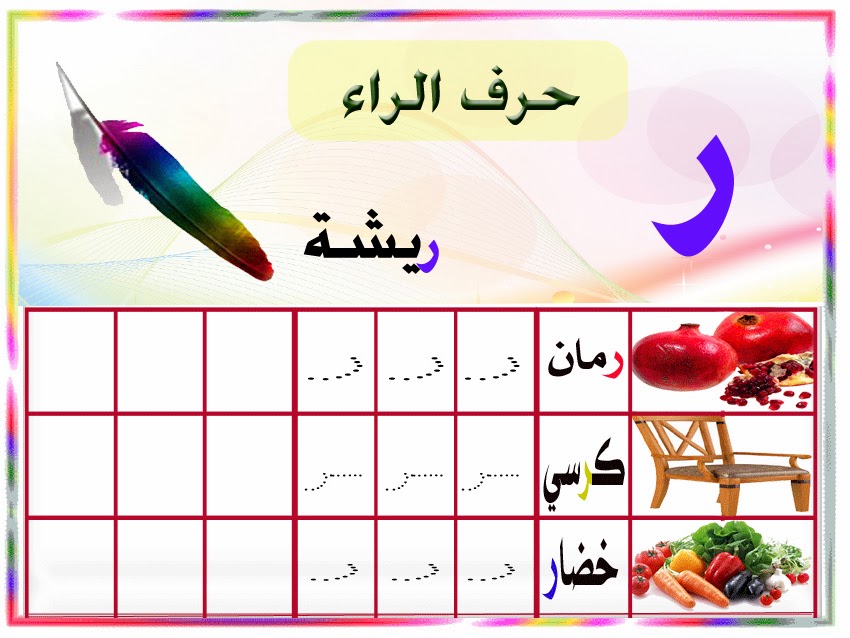 حرف الراء
ر
ريشة
رمان
كرسي
خضار